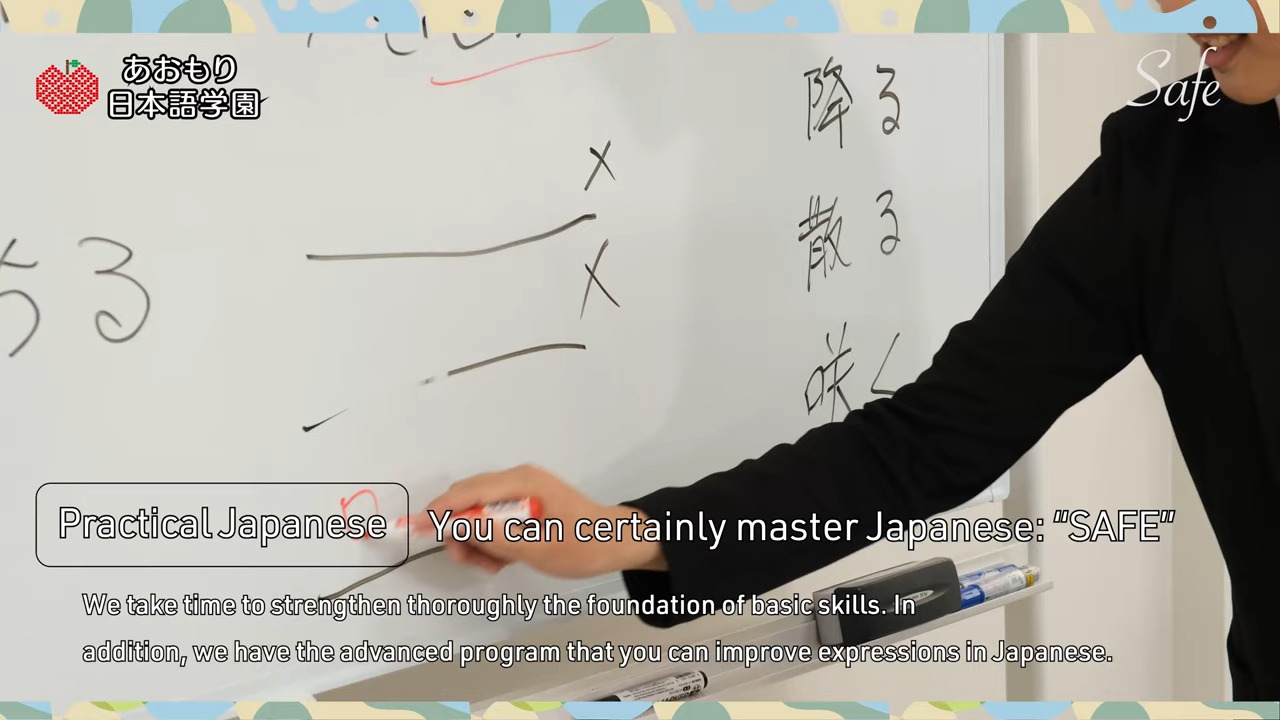 あおもり
日本語学園
Safe
降る
散る
咲く
る
Practical Japanese
You can certainly master Japanese: “SAFE”
We take time to strengthen thoroughly the foundation of basic skills. In
addition, we have the advanced program that you can improve expressions in Japanese.